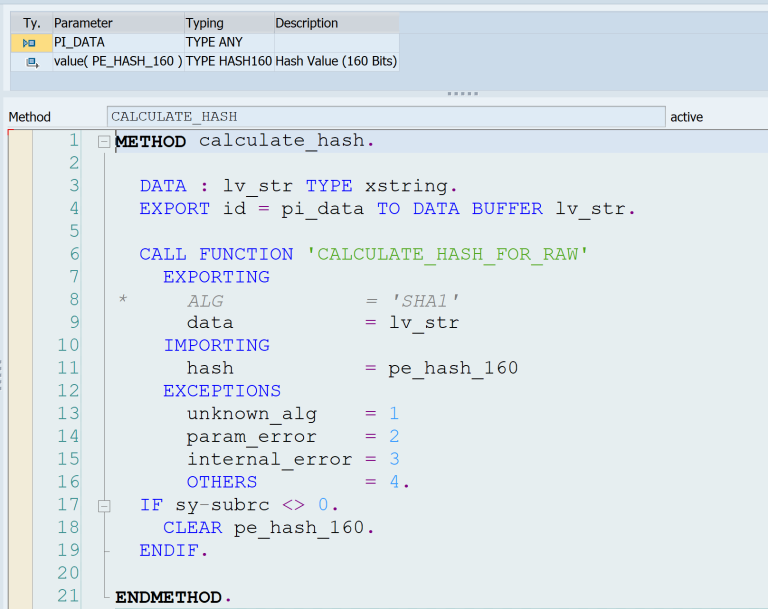 Ty. Parameter Typing Description
PI_DATA TYPE ANY
value( PE_HASH_160 ) TYPE HASH160 Hash Value (160 Bits)
Method CALCULATE_HASH active
1 METHOD calculate_hash.
2
3 DATA : lv_str TYPE xstring.
4 EXPORT id = pi_data TO DATA BUFFER lv_str.
5
6 CALL FUNCTION 'CALCULATE_HASH_FOR_RAW'
7 EXPORTING
8 * ALG = 'SHA1'
9 data = lv_str
10 IMPORTING
11 hash = pe_hash_160
12 EXCEPTIONS
13 unknown_alg = 1
14 param_error = 2
15 internal_error = 3
16 OTHERS = 4.
17 IF sy-subrc <> 0.
18 CLEAR pe_hash_160.
19 ENDIF.
20
21 ENDMETHOD.